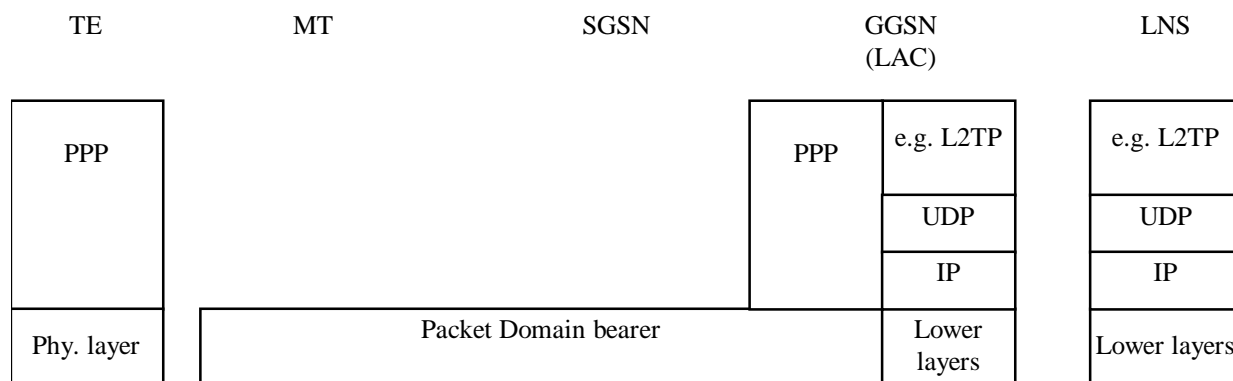 TE MT SGSN GGSN LNS
(LAC)
PPP PPP e.g. L2TP e.g. L2TP
UDP UDP
IP IP
Phy. layer Packet Domain bearer Lower layers Lower layers